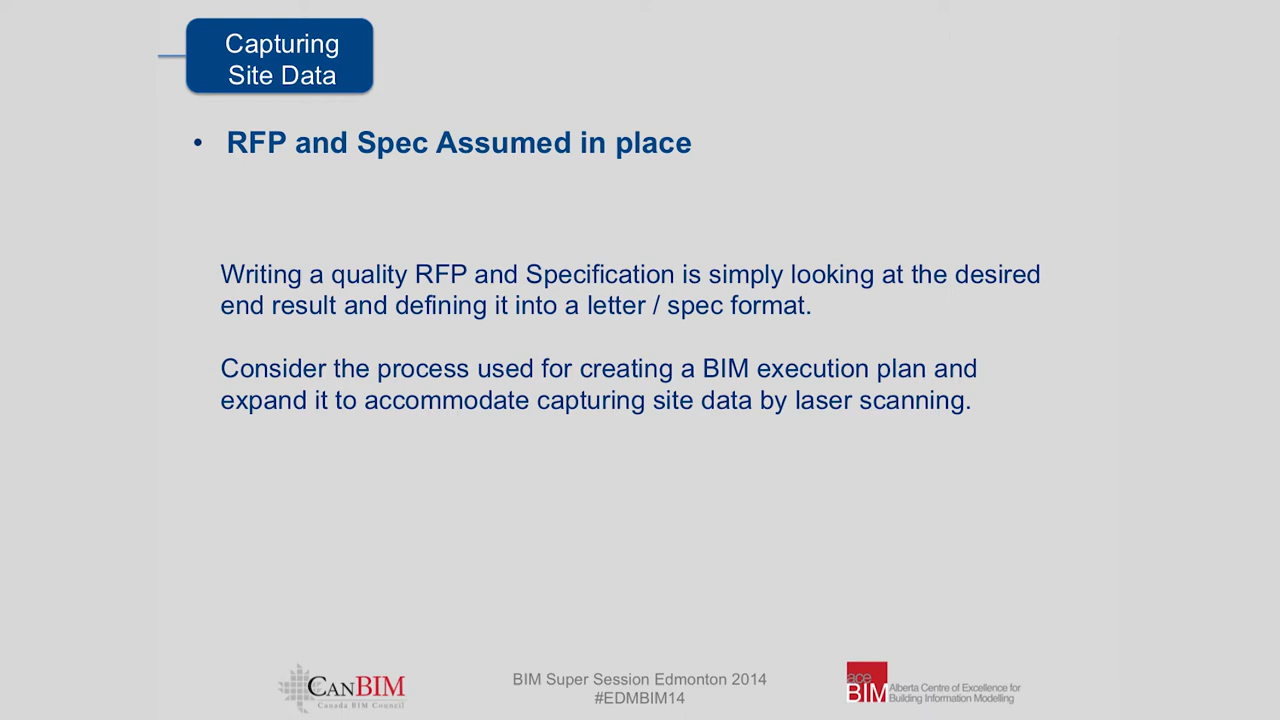 Capturing
Site Data
• RFP and Spec Assumed in place
Writing a quality RFP and Specification is simply looking at the desired
end result and defining it into a letter / spec format.
Consider the process used for creating a BIM execution plan and
expand it to accommodate capturing site data by laser scanning.
CANBIM
Canada BIM Council
BIM Super Session Edmonton 2014
#EDMBIM14
ace
BIM
Alberta Centre of Excellence for
Building Information Modelling